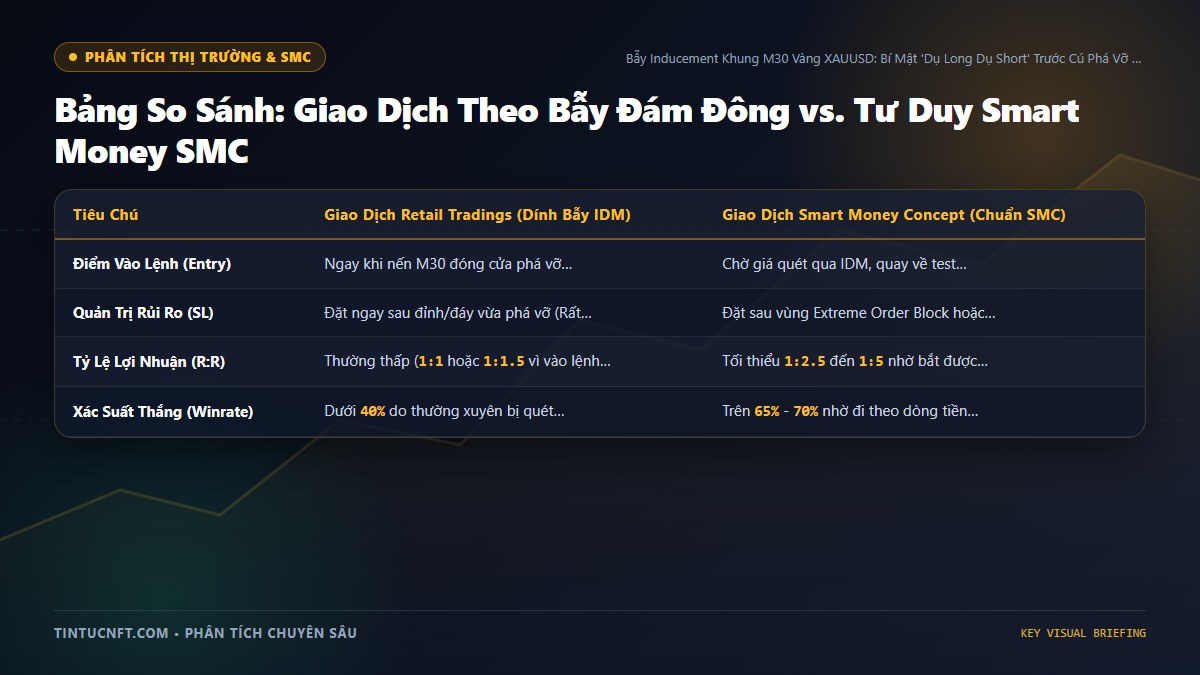 PHÂN TÍCH THỊ TRƯỜNG & SMC
Bẫy Inducement Khung M30 Vàng XAUUSD: Bí Mật 'Dụ Long Dụ Short' Trước Cú Phá Vỡ ...
Bảng So Sánh: Giao Dịch Theo Bẫy Đám Đông vs. Tư Duy Smart
Money SMC
Tiêu Chú Giao Dịch Retail Tradings (Dính Bẫy IDM) Giao Dịch Smart Money Concept (Chuẩn SMC)
Điểm Vào Lệnh (Entry) Ngay khi nến M30 đóng cửa phá vỡ... Chờ giá quét qua IDM, quay về test...
Quản Trị Rủi Ro (SL) Đặt ngay sau đỉnh/đáy vừa phá vỡ (Rất... Đặt sau vùng Extreme Order Block hoặc...
Tỷ Lệ Lợi Nhuận (R:R) Thường thấp (1:1 hoặc 1:1.5 vì vào lệnh... Tối thiểu 1:2.5 đến 1:5 nhờ bắt được...
Xác Suất Thắng (Winrate) Dưới 40% do thường xuyên bị quét... Trên 65% - 70% nhờ đi theo dòng tiền...
TINTUCNFT.COM • PHÂN TÍCH CHUYÊN SÂU
KEY VISUAL BRIEFING